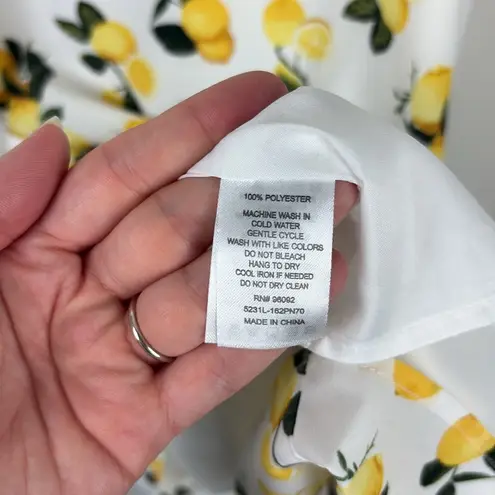 100% POLYESTER
MACHINE WASH IN
COLD WATER
GENTLE CYCLE
WASH WITH LIKE COLORS
DO NOT BLEACH
HANG TO DRY
COOL IRON IF NEEDED
DO NOT DRY CLEAN
RN# 96092
5231L-162PN70
MADE IN CHINA